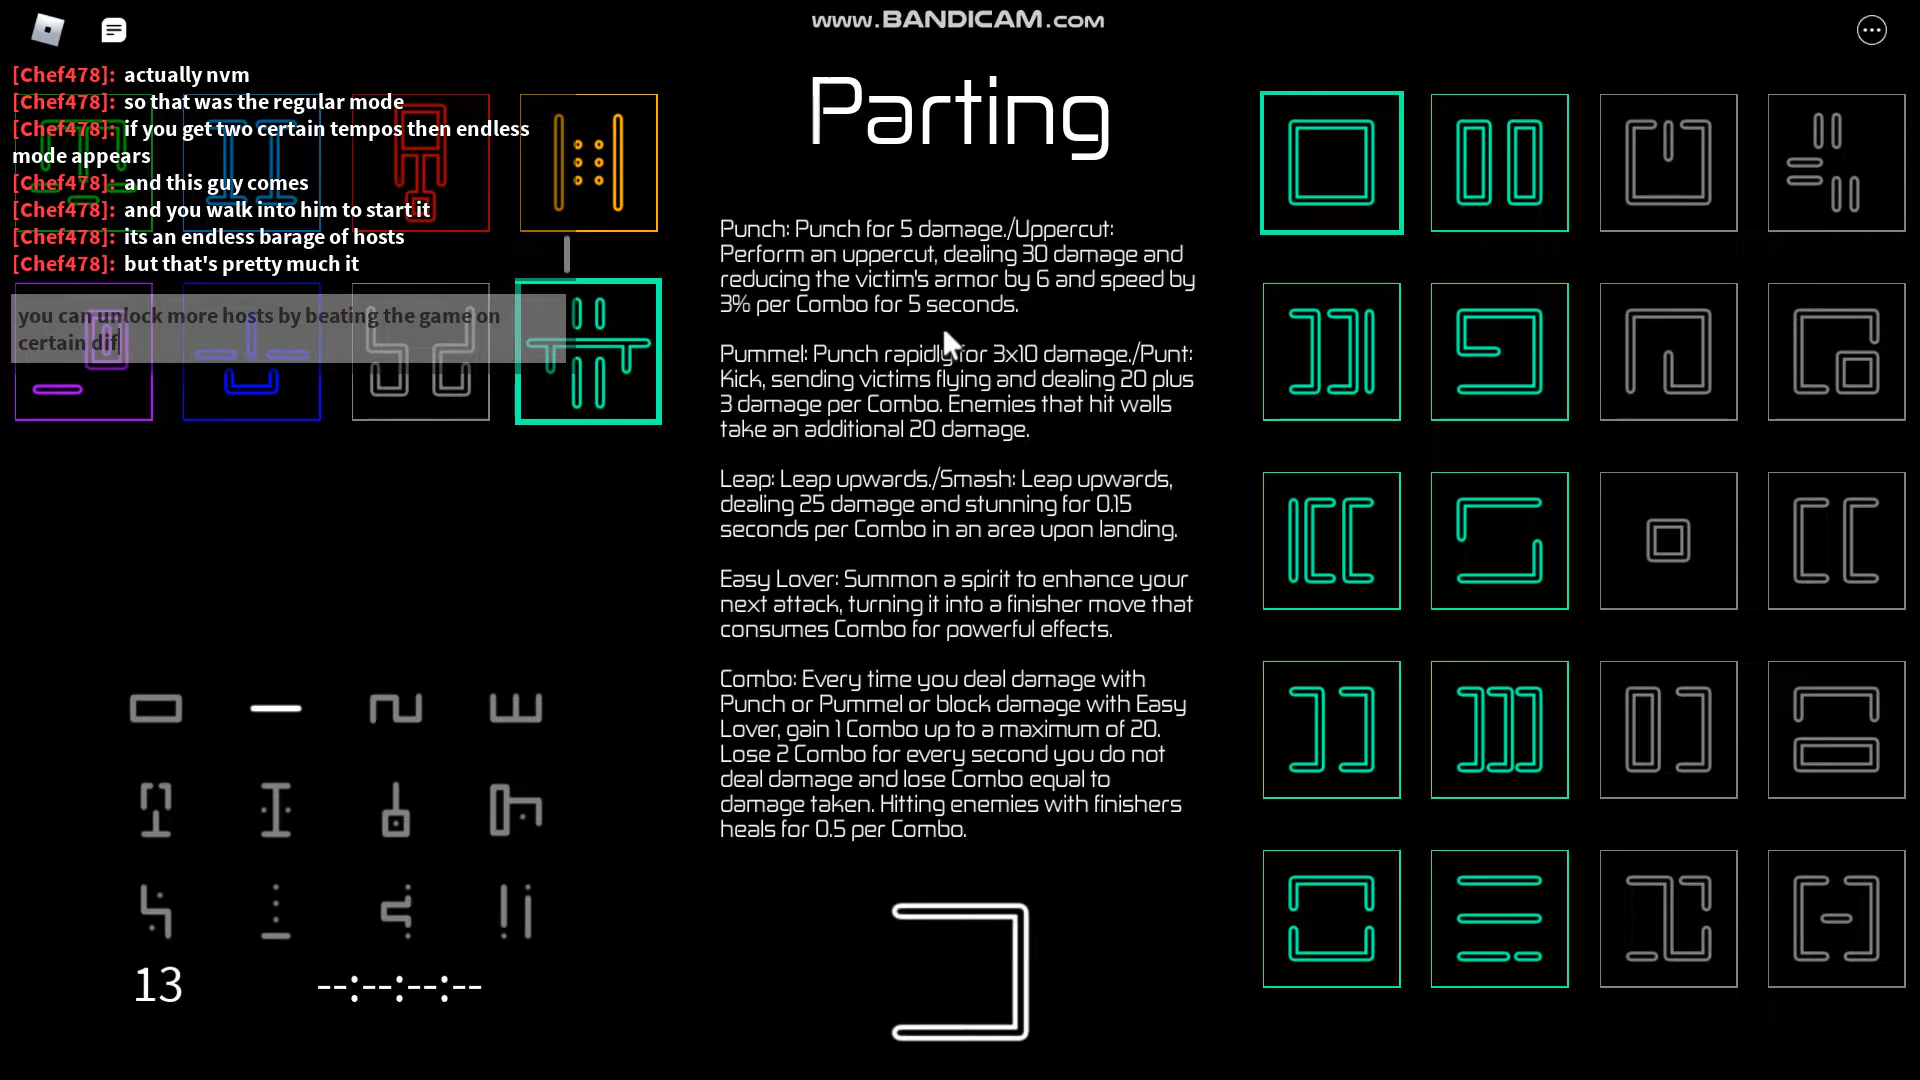 www.BANDICAM.com
[Chef478]: actually nvm
[Chef478]: so that was the regular mode
[Chef478]: if you get two certain tempos then endless
mode appears
[Chef478]: and this guy comes
[Chef478]: and you walk into him to start it
[Chef478]: its an endless barage of hosts
[Chef478]: but that's pretty much it
you can unlock more hosts by beating the game on
certain dif
13
--:--:--:--
Parting
Punch: Punch for 5 damage./Uppercut:
Perform an uppercut, dealing 30 damage and
reducing the victim's armor by 6 and speed by
3% per Combo for 5 seconds.
Pummel: Punch rapidly for 3x10 damage./Punt:
Kick, sending victims flying and dealing 20 plus
3 damage per Combo. Enemies that hit walls
take an additional 20 damage.
Leap: Leap upwards./Smash: Leap upwards,
dealing 25 damage and stunning for 0.15
seconds per Combo in an area upon landing.
Easy Lover: Summon a spirit to enhance your
next attack, turning it into a finisher move that
consumes Combo for powerful effects.
Combo: Every time you deal damage with
Punch or Pummel or block damage with Easy
Lover, gain 1 Combo up to a maximum of 20.
Lose 2 Combo for every second you do not
deal damage and lose Combo equal to
damage taken. Hitting enemies with finishers
heals for 0.5 per Combo.